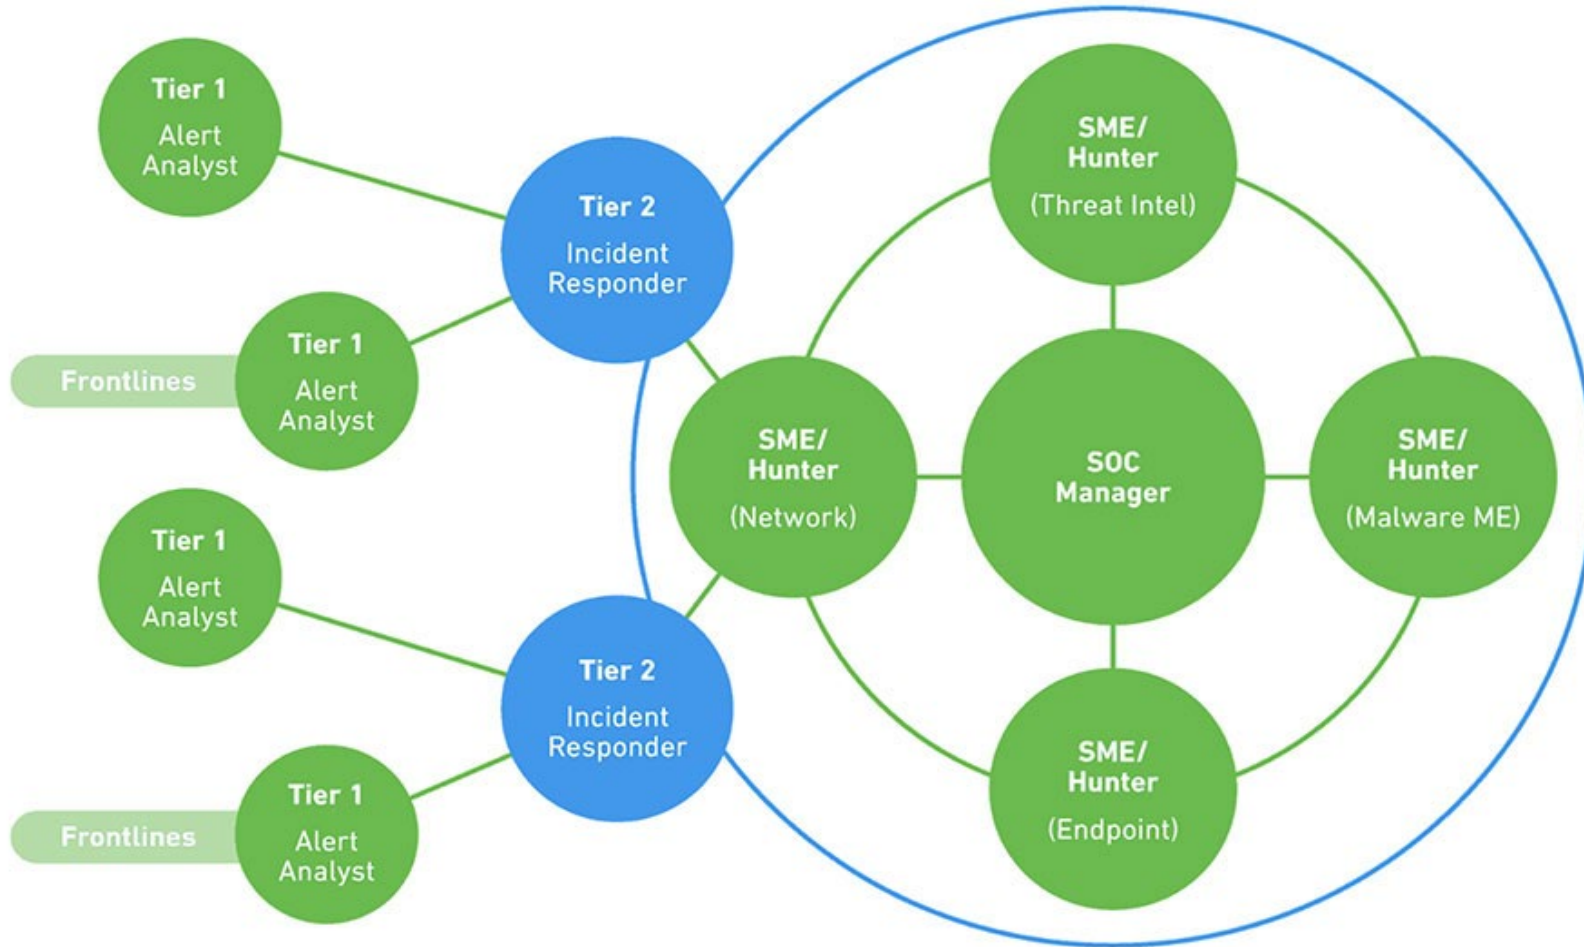 Tier 1
Alert
Analyst
Tier 2
Incident
Responder
Frontlines
Tier 1
Alert
Analyst
Tier 1
Alert
Analyst
Tier 2
Incident
Responder
Frontlines
Tier 1
Alert
Analyst
SME/
Hunter
(Threat Intel)
SME/
Hunter
(Network)
SOC
Manager
SME/
Hunter
(Malware ME)
SME/
Hunter
(Endpoint)